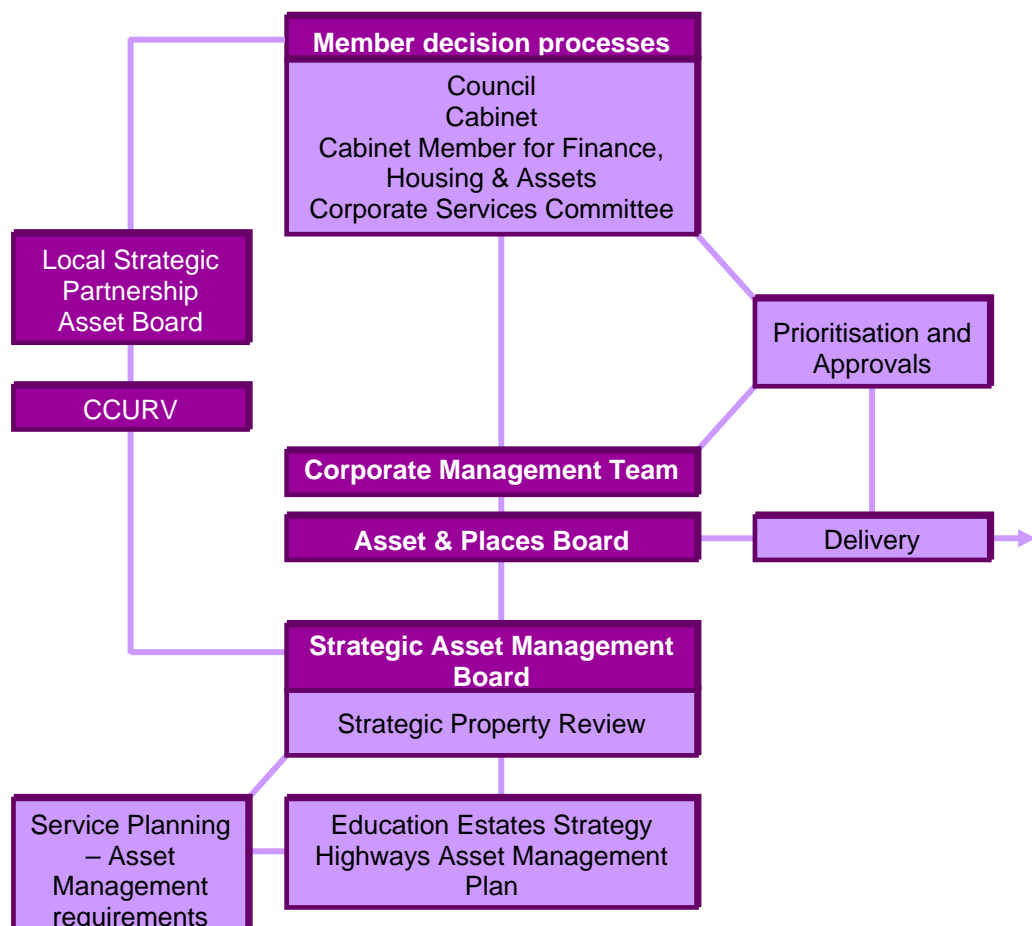 Member decision processes
Council
Cabinet
Cabinet Member for Finance,
Housing & Assets
Corporate Services Committee
Local Strategic
Partnership
Asset Board
Prioritisation and
Approvals
CCURV
Corporate Management Team
Asset & Places Board
Delivery
Strategic Asset Management
Board
Strategic Property Review
Service Planning
– Asset
Management
requirements
Education Estates Strategy
Highways Asset Management
Plan